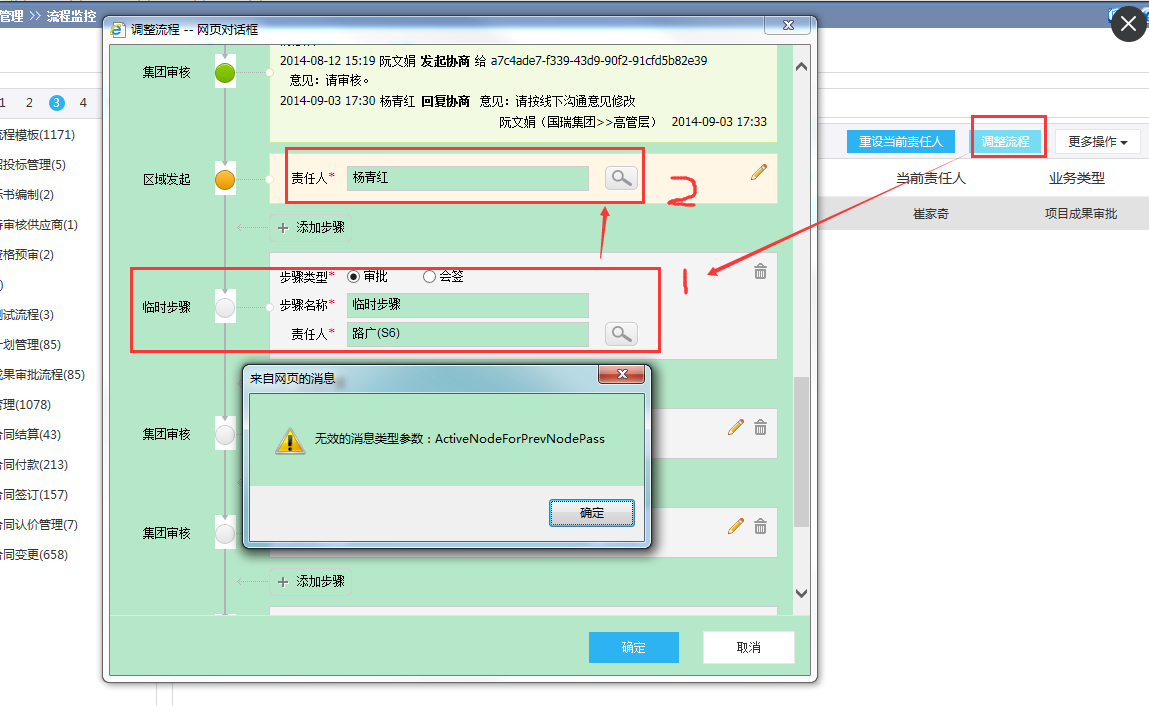 管理 >> 流程监控
调整流程 -- 网页对话框
集团审核
2014-08-12 15:19 阮文娟 发起协商 给 a7c4ade7-f339-43d9-90f2-91cfd5b82e39
意见：请审核。
2014-09-03 17:30 杨青红 回复协商 意见：请按线下沟通意见修改
阮文娟（国瑞集团>>高管层） 2014-09-03 17:33
区域发起
责任人* 杨青红
2
添加步骤
步骤类型* 审批 会签
1
临时步骤
步骤名称* 临时步骤
责任人* 路广(S6)
来自网页的消息
无效的消息类型参数：ActiveNodeForPrevNodePass
确定
集团审核
集团审核
添加步骤
确定 取消
1 2 3 4
流程模板(1171)
招投标管理(5)
标书编制(2)
待审核供应商(1)
资格预审(2)
)
测试流程(3)
计划管理(85)
成果审批流程(85)
管理(1078)
合同结算(43)
合同付款(213)
合同签订(157)
合同认价管理(7)
合同变更(658)
重设当前责任人 调整流程 更多操作
当前责任人 业务类型
崔家奇 项目成果审批